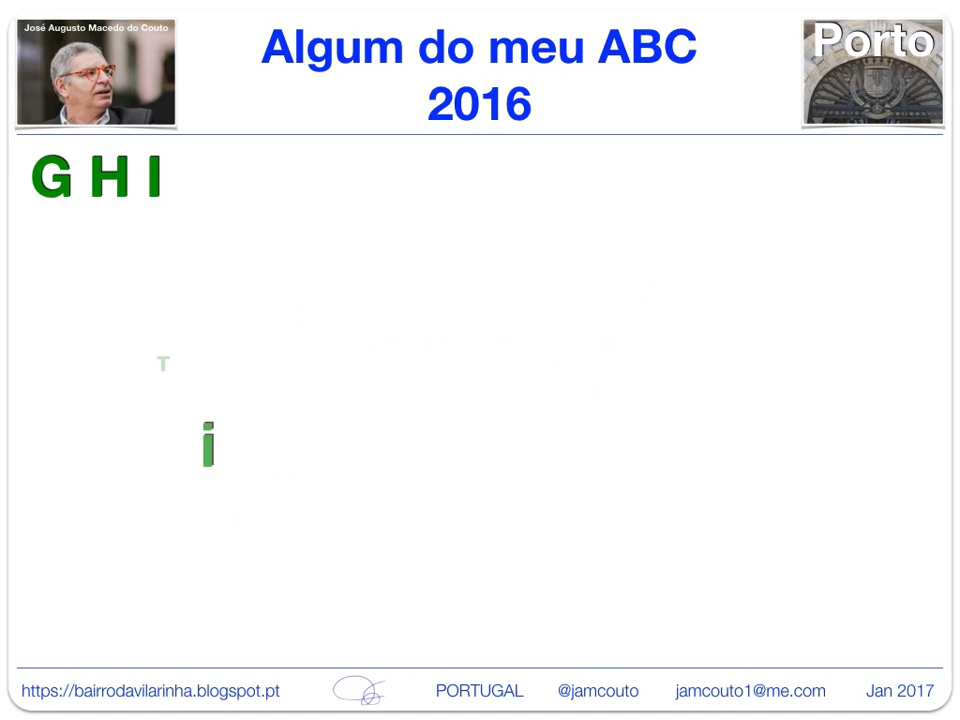 José Augusto Macedo do Couto
Algum do meu ABC
2016
Porto
G H I
T
i
https://bairrodavilarinha.blogspot.pt PORTUGAL @jamcouto jamcouto1@me.com Jan 2017